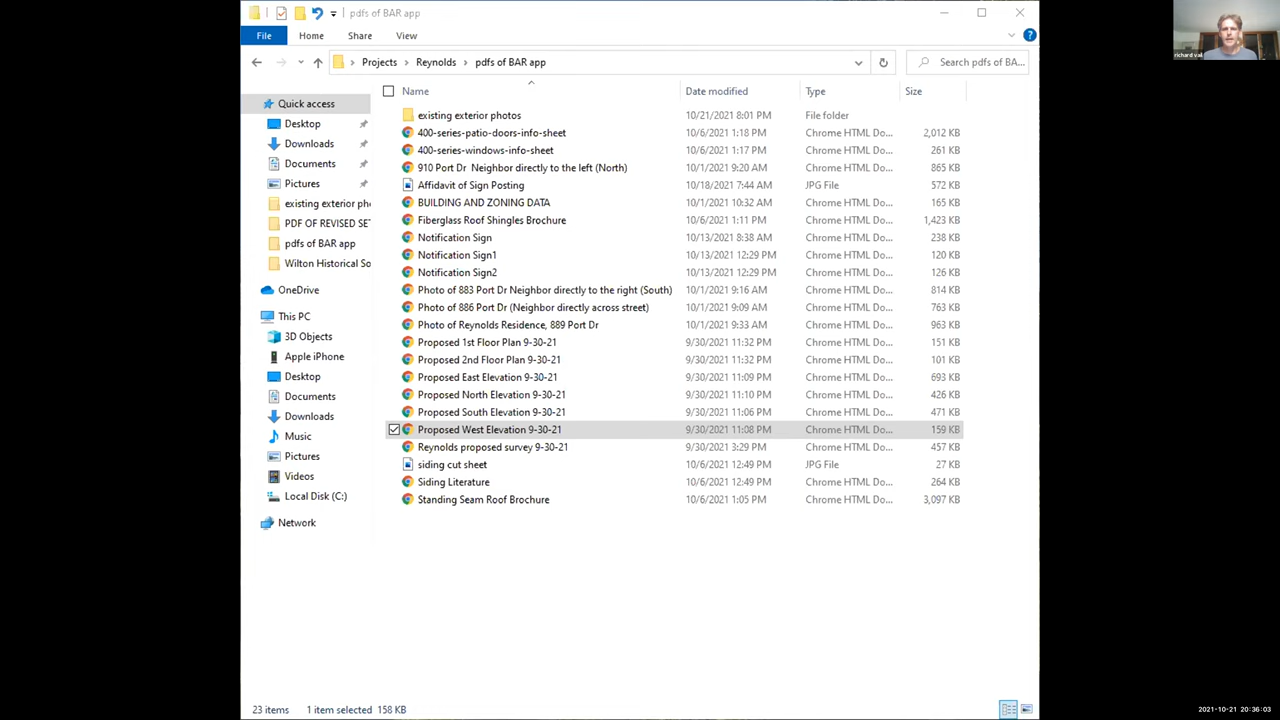 pdfs of BAR app
File Home Share View
Projects Reynolds pdfs of BAR app Search pdfs of BA...
Name Date modified Type Size
Quick access
Desktop
Downloads
Documents
Pictures
existing exterior pho
PDF OF REVISED SET
pdfs of BAR app
Wilton Historical So
OneDrive
This PC
3D Objects
Apple iPhone
Desktop
Documents
Downloads
Music
Pictures
Videos
Local Disk (C:)
Network
existing exterior photos 10/21/2021 8:01 PM File folder
400-series-patio-doors-info-sheet 10/6/2021 1:18 PM Chrome HTML Do... 2,012 KB
400-series-windows-info-sheet 10/6/2021 1:17 PM Chrome HTML Do... 261 KB
910 Port Dr Neighbor directly to the left (North) 10/1/2021 9:20 AM Chrome HTML Do... 865 KB
Affidavit of Sign Posting 10/18/2021 7:44 AM JPG File 572 KB
BUILDING AND ZONING DATA 10/1/2021 10:32 AM Chrome HTML Do... 165 KB
Fiberglass Roof Shingles Brochure 10/6/2021 1:11 PM Chrome HTML Do... 1,423 KB
Notification Sign 10/13/2021 8:38 AM Chrome HTML Do... 238 KB
Notification Sign1 10/13/2021 12:29 PM Chrome HTML Do... 120 KB
Notification Sign2 10/13/2021 12:29 PM Chrome HTML Do... 126 KB
Photo of 883 Port Dr Neighbor directly to the right (South) 10/1/2021 9:16 AM Chrome HTML Do... 814 KB
Photo of 886 Port Dr (Neighbor directly across street) 10/1/2021 9:09 AM Chrome HTML Do... 763 KB
Photo of Reynolds Residence, 889 Port Dr 10/1/2021 9:33 AM Chrome HTML Do... 963 KB
Proposed 1st Floor Plan 9-30-21 9/30/2021 11:32 PM Chrome HTML Do... 151 KB
Proposed 2nd Floor Plan 9-30-21 9/30/2021 11:32 PM Chrome HTML Do... 101 KB
Proposed East Elevation 9-30-21 9/30/2021 11:09 PM Chrome HTML Do... 693 KB
Proposed North Elevation 9-30-21 9/30/2021 11:10 PM Chrome HTML Do... 426 KB
Proposed South Elevation 9-30-21 9/30/2021 11:06 PM Chrome HTML Do... 471 KB
Proposed West Elevation 9-30-21 9/30/2021 11:08 PM Chrome HTML Do... 159 KB
Reynolds proposed survey 9-30-21 9/30/2021 3:29 PM Chrome HTML Do... 457 KB
siding cut sheet 10/6/2021 12:49 PM JPG File 27 KB
Siding Literature 10/6/2021 12:49 PM Chrome HTML Do... 264 KB
Standing Seam Roof Brochure 10/6/2021 1:05 PM Chrome HTML Do... 3,097 KB
23 items 1 item selected 158 KB
2021-10-21 20:36:03